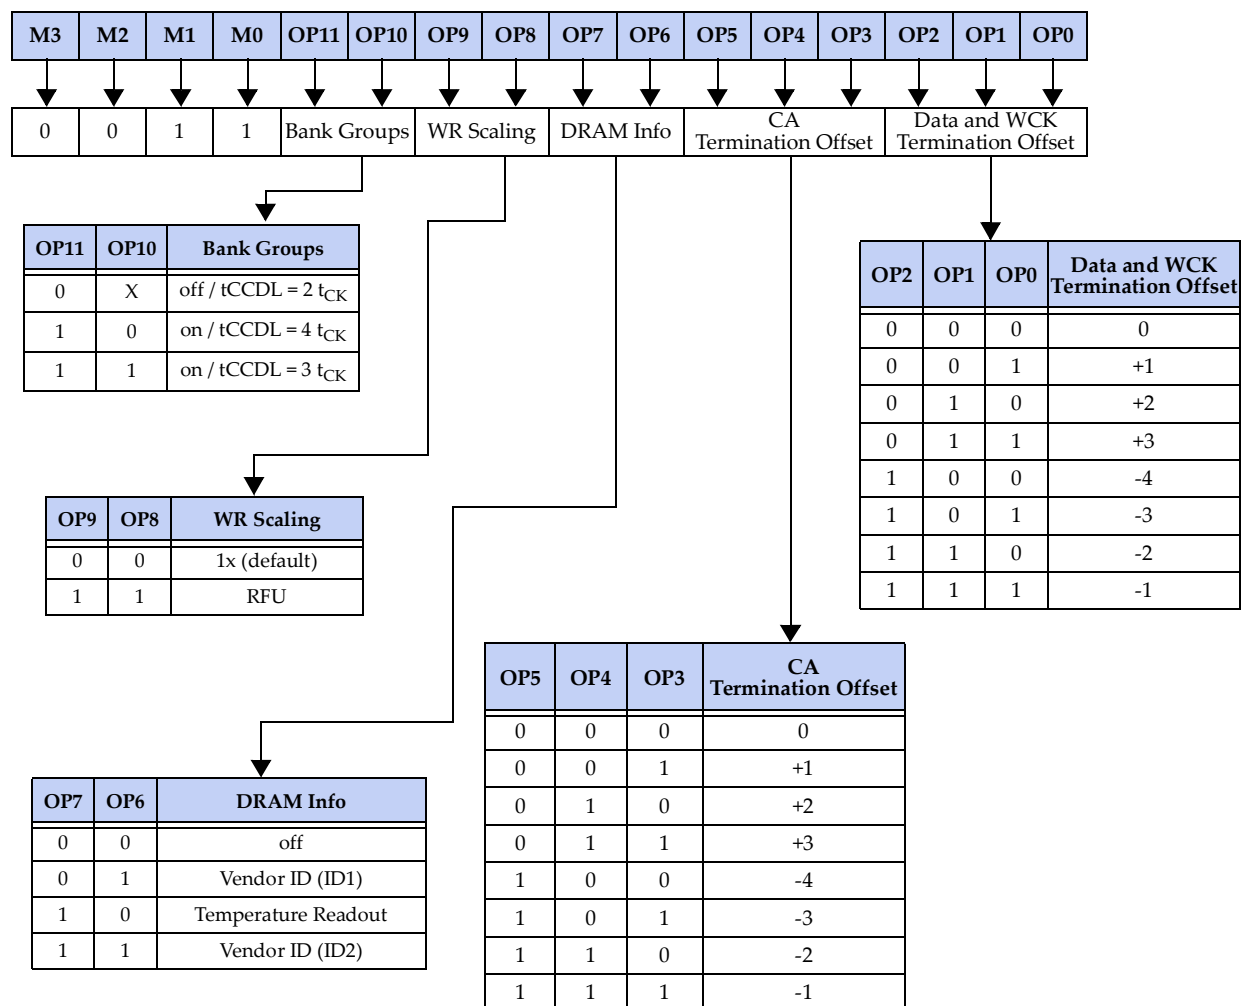 M3 M2 M1 M0 OP11 OP10 OP9 OP8 OP7 OP6 OP5 OP4 OP3 OP2 OP1 OP0
0 0 1 1 Bank Groups WR Scaling DRAM Info CA Termination Offset Data and WCK Termination Offset
OP11 OP10 Bank Groups
0 X off / tCCDL = 2 tCK
1 0 on / tCCDL = 4 tCK
1 1 on / tCCDL = 3 tCK
OP2 OP1 OP0 Data and WCK Termination Offset
0 0 0 0
0 0 1 +1
0 1 0 +2
0 1 1 +3
1 0 0 -4
1 0 1 -3
1 1 0 -2
1 1 1 -1
OP9 OP8 WR Scaling
0 0 1x (default)
1 1 RFU
OP5 OP4 OP3 CA Termination Offset
0 0 0 0
0 0 1 +1
0 1 0 +2
0 1 1 +3
1 0 0 -4
1 0 1 -3
1 1 0 -2
1 1 1 -1
OP7 OP6 DRAM Info
0 0 off
0 1 Vendor ID (ID1)
1 0 Temperature Readout
1 1 Vendor ID (ID2)